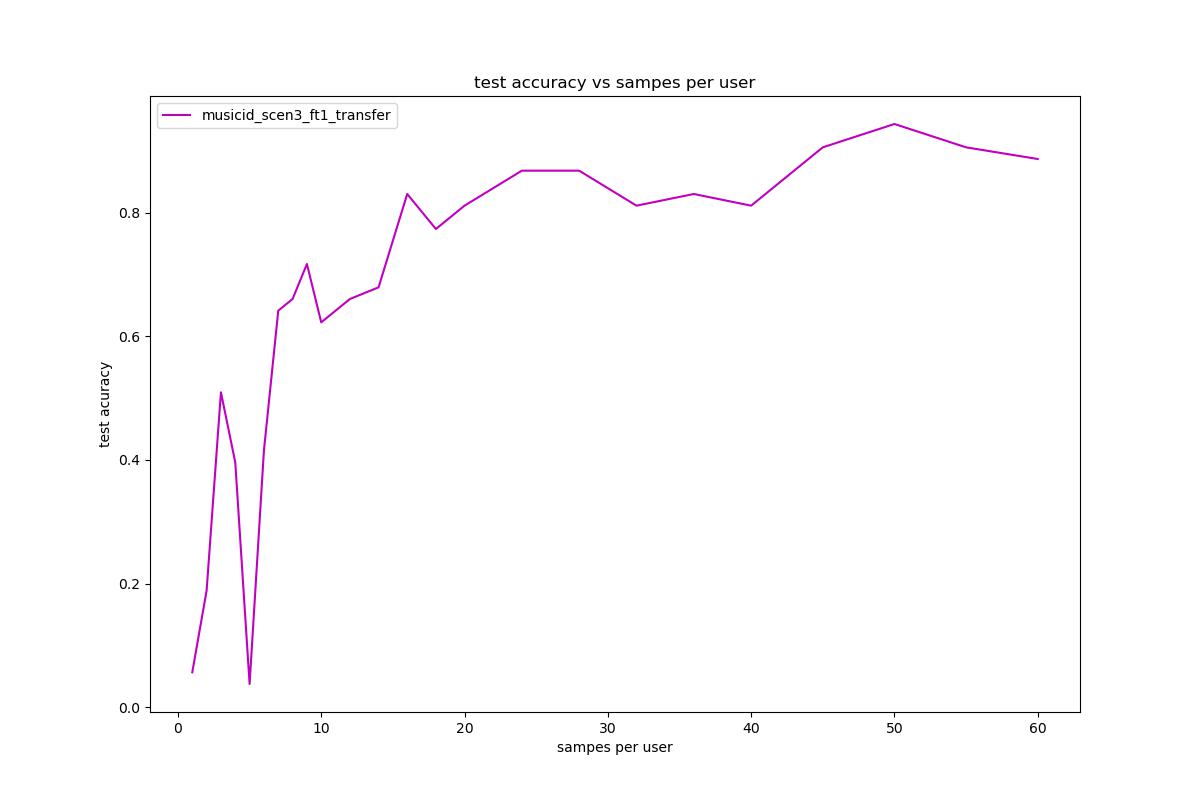 test accuracy vs sampes per user
musicid_scen3_ft1_transfer
0.8
0.6
0.4
0.2
0.0
test acuracy
0 10 20 30 40 50 60
sampes per user